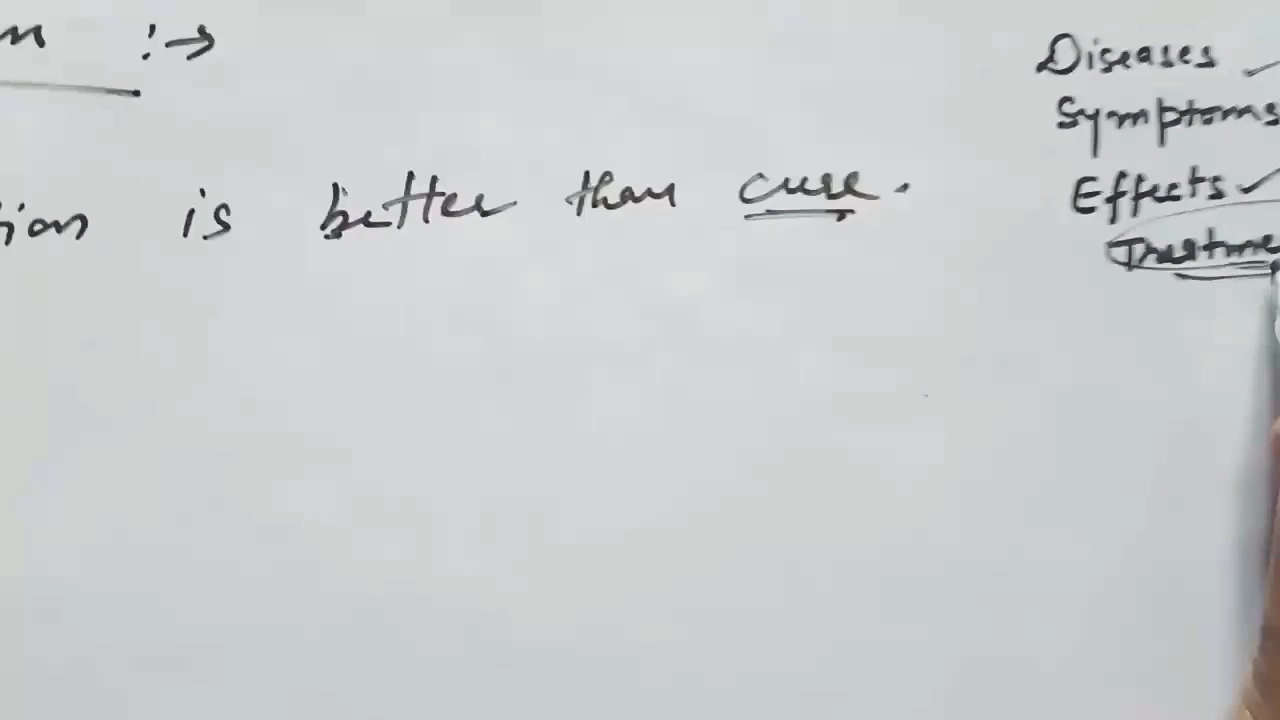 :→
is better than cure.
Diseases ✓
Symptoms
Effects ✓